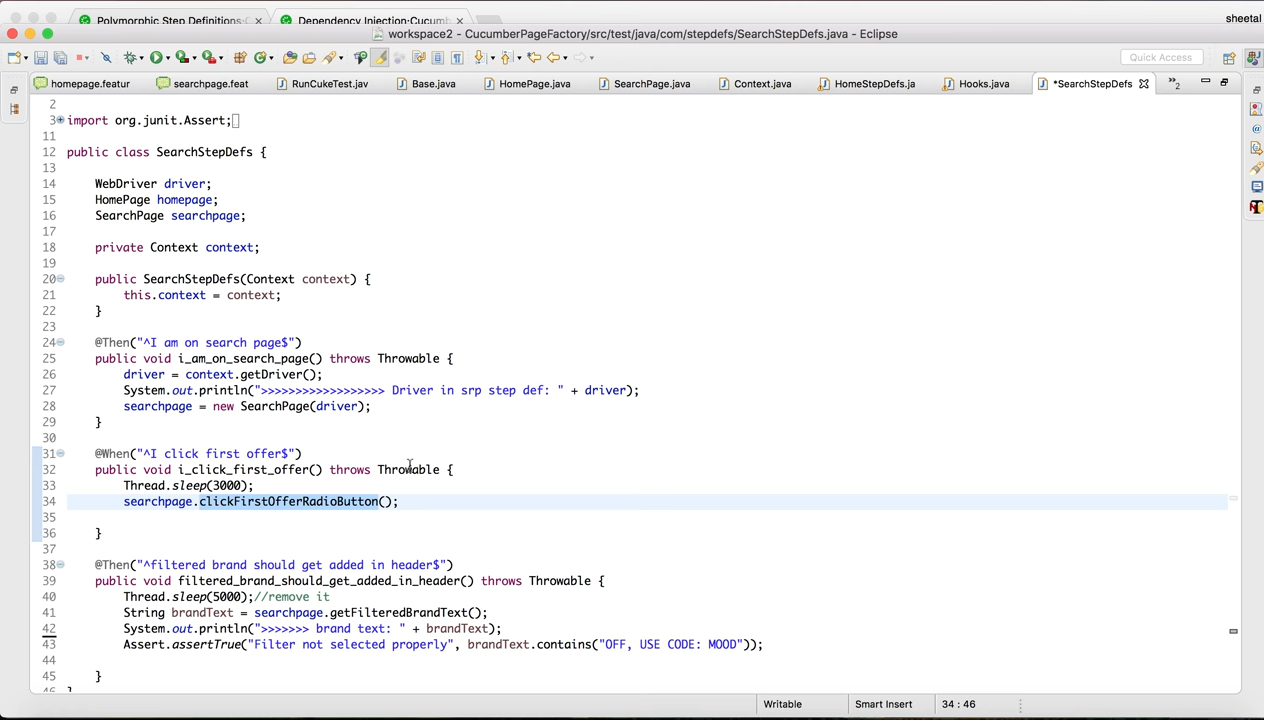 Polymorphic Step Definitions:C ×
Dependency Injection·Cucumb ×
sheetal
workspace2 - CucumberPageFactory/src/test/java/com/stepdefs/SearchStepDefs.java - Eclipse
Quick Access
homepage.featur
searchpage.feat
RunCukeTest.jav
Base.java
HomePage.java
SearchPage.java
Context.java
HomeStepDefs.ja
Hooks.java
*SearchStepDefs
»2
2
3 import org.junit.Assert;
11
12 public class SearchStepDefs {
13
14 WebDriver driver;
15 HomePage homepage;
16 SearchPage searchpage;
17
18 private Context context;
19
20 public SearchStepDefs(Context context) {
21 this.context = context;
22 }
23
24 @Then("^I am on search page$")
25 public void i_am_on_search_page() throws Throwable {
26 driver = context.getDriver();
27 System.out.println(">>>>>>>>>>>>>>>>>> Driver in srp step def: " + driver);
28 searchpage = new SearchPage(driver);
29 }
30
31 @When("^I click first offer$")
32 public void i_click_first_offer() throws Throwable {
33 Thread.sleep(3000);
34 searchpage.clickFirstOfferRadioButton();
35
36 }
37
38 @Then("^filtered brand should get added in header$")
39 public void filtered_brand_should_get_added_in_header() throws Throwable {
40 Thread.sleep(5000);//remove it
41 String brandText = searchpage.getFilteredBrandText();
42 System.out.println(">>>>>>> brand text: " + brandText);
43 Assert.assertTrue("Filter not selected properly", brandText.contains("OFF, USE CODE: MOOD"));
44
45 }
46 }
Writable
Smart Insert
34 : 46